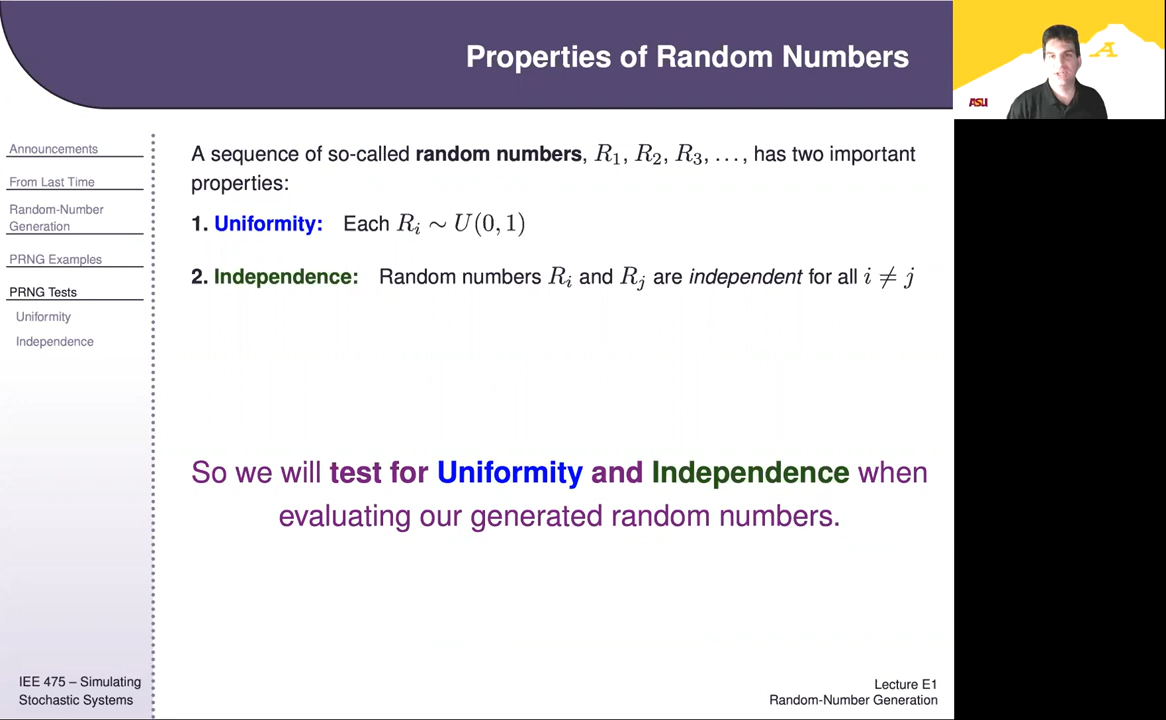 Properties of Random Numbers
ASU
A
Announcements
From Last Time
Random-Number
Generation
PRNG Examples
PRNG Tests
Uniformity
Independence
A sequence of so-called random numbers, R₁, R₂, R₃, …, has two important
properties:
1. Uniformity: Each Rᵢ ∼ U(0, 1)
2. Independence: Random numbers Rᵢ and Rⱼ are independent for all i ≠ j
So we will test for Uniformity and Independence when
evaluating our generated random numbers.
IEE 475 – Simulating
Stochastic Systems
Lecture E1
Random-Number Generation